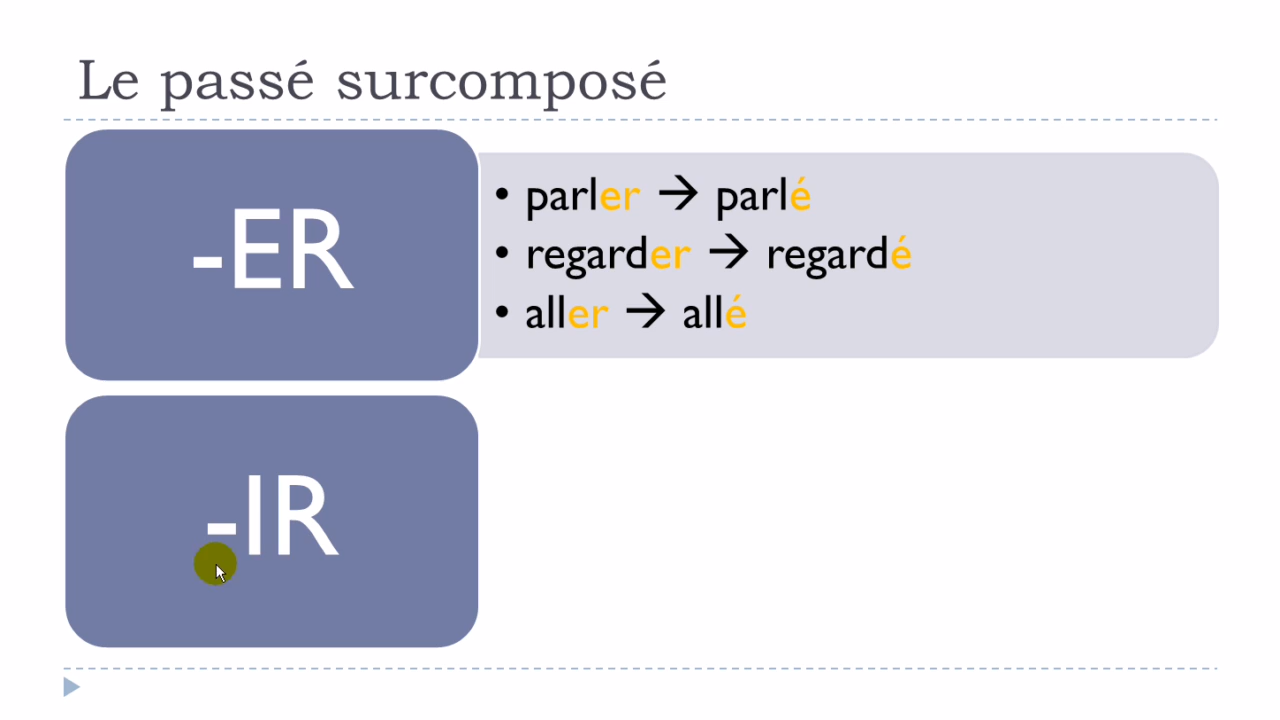 Le passé surcomposé
-ER
• parler → parlé
• regarder → regardé
• aller → allé
-IR